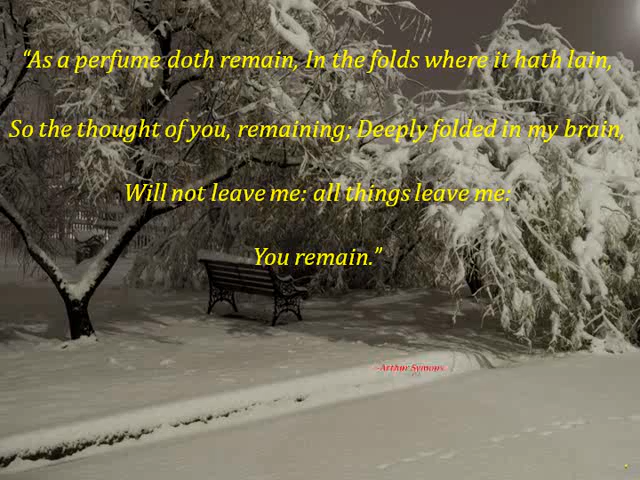 “As a perfume doth remain, In the folds where it hath lain,
So the thought of you, remaining; Deeply folded in my brain,
Will not leave me: all things leave me:
You remain.”
~Arthur Symons